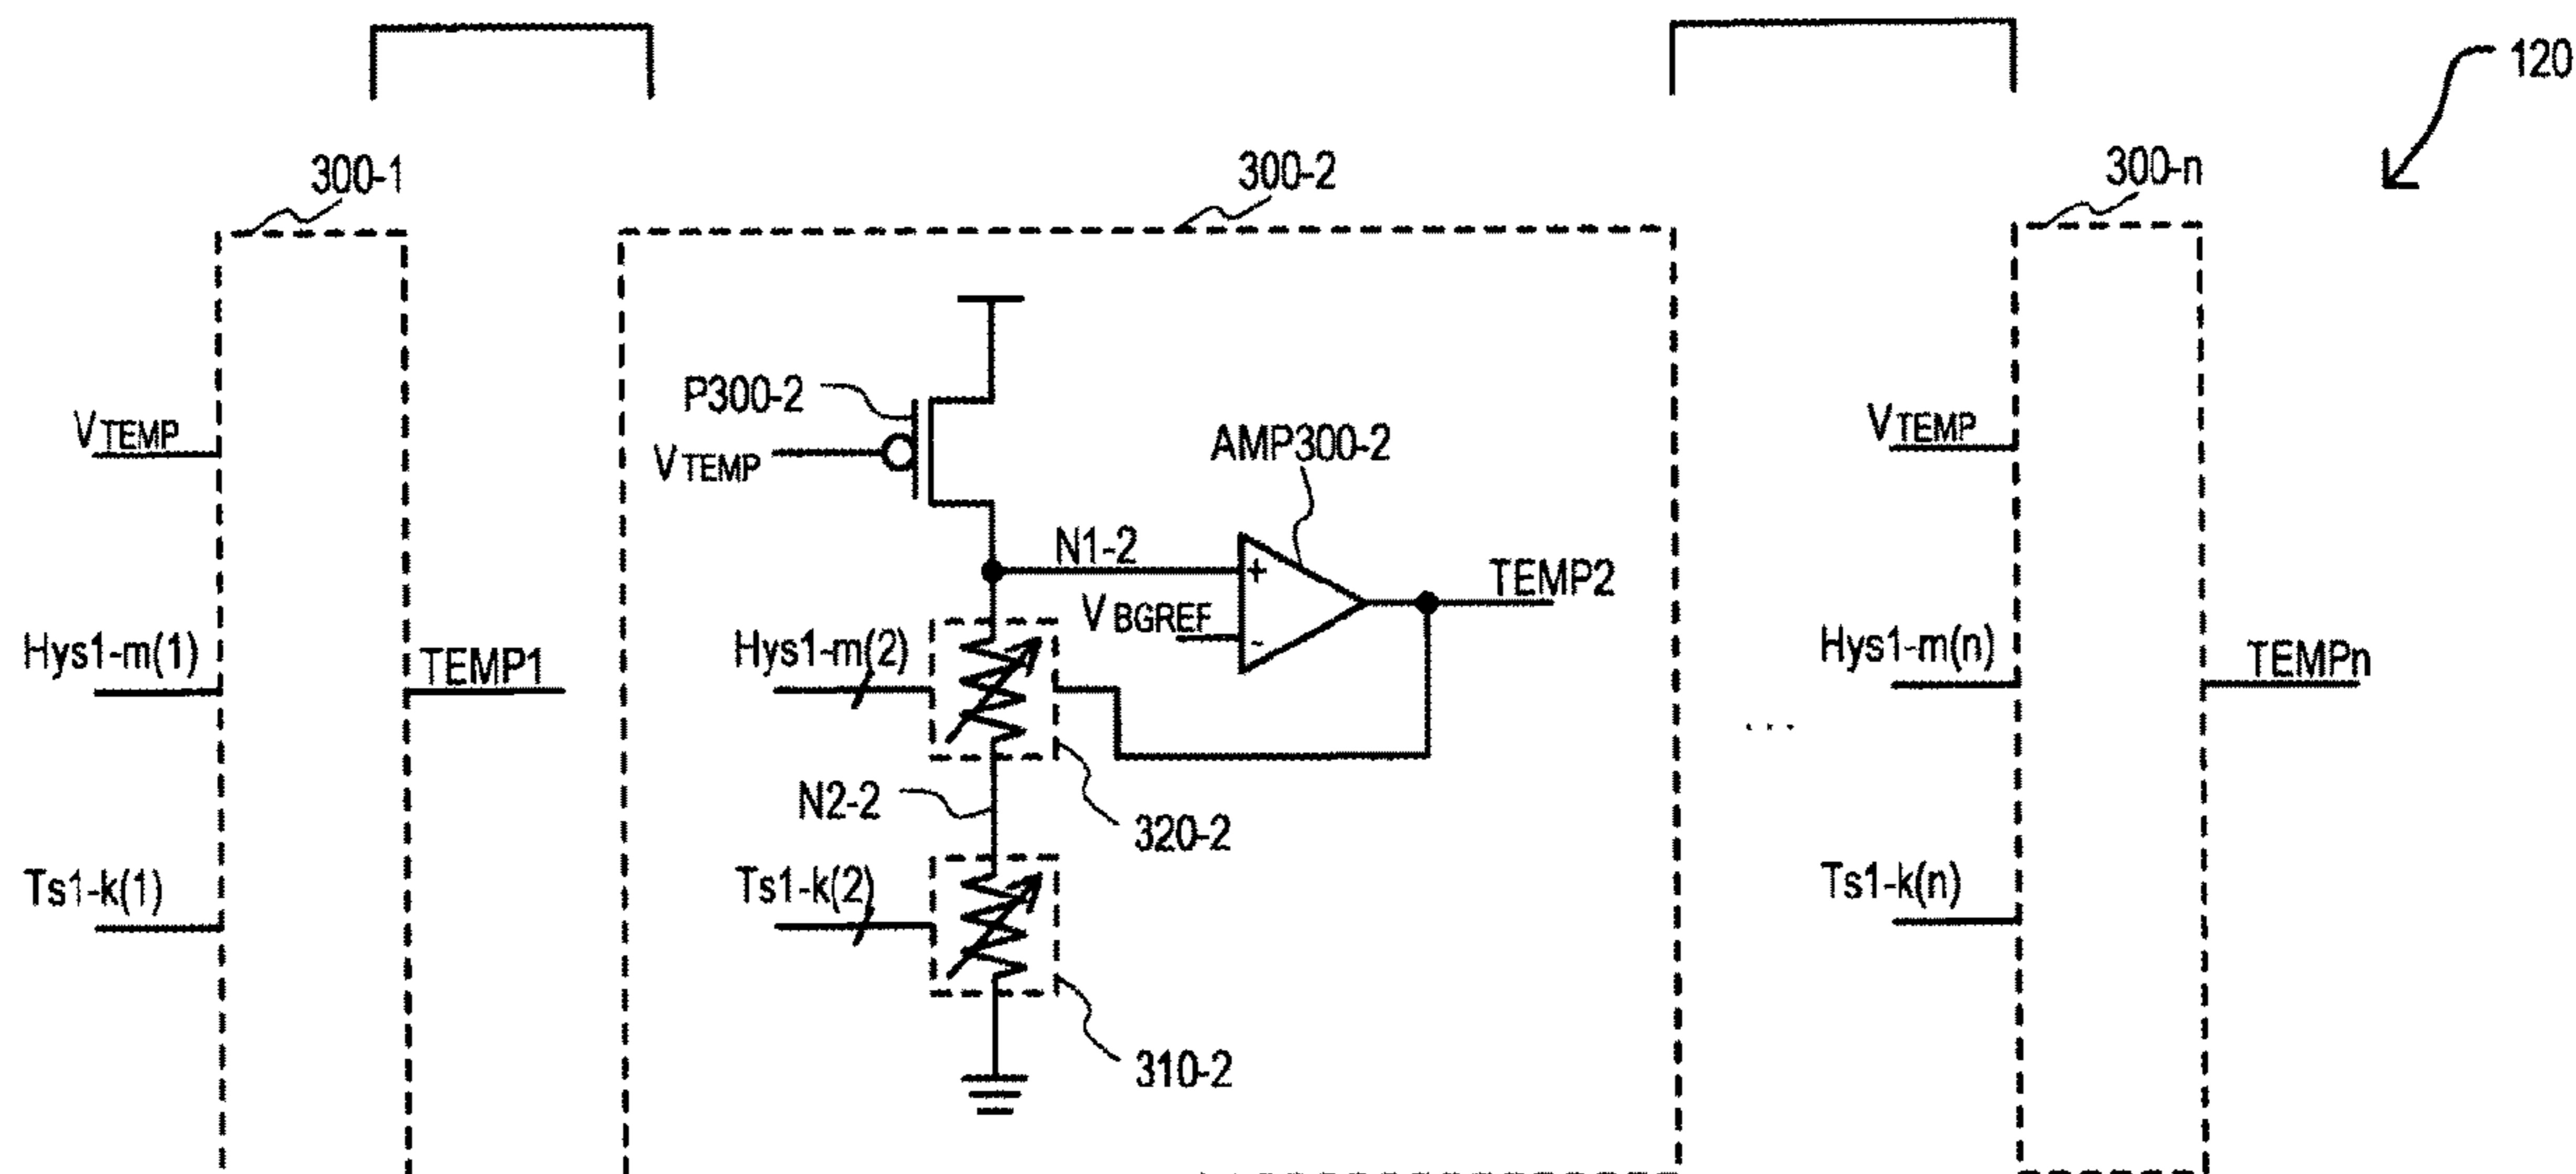 120
300-1
300-2
300-n
P300-2
VTEMP
VTEMP
AMP300-2
VTEMP
N1-2
TEMP2
VBGREF
+
-
Hys1-m(1)
TEMP1
Hys1-m(2)
Hys1-m(n)
TEMPn
. . .
N2-2
320-2
Ts1-k(1)
Ts1-k(2)
Ts1-k(n)
310-2